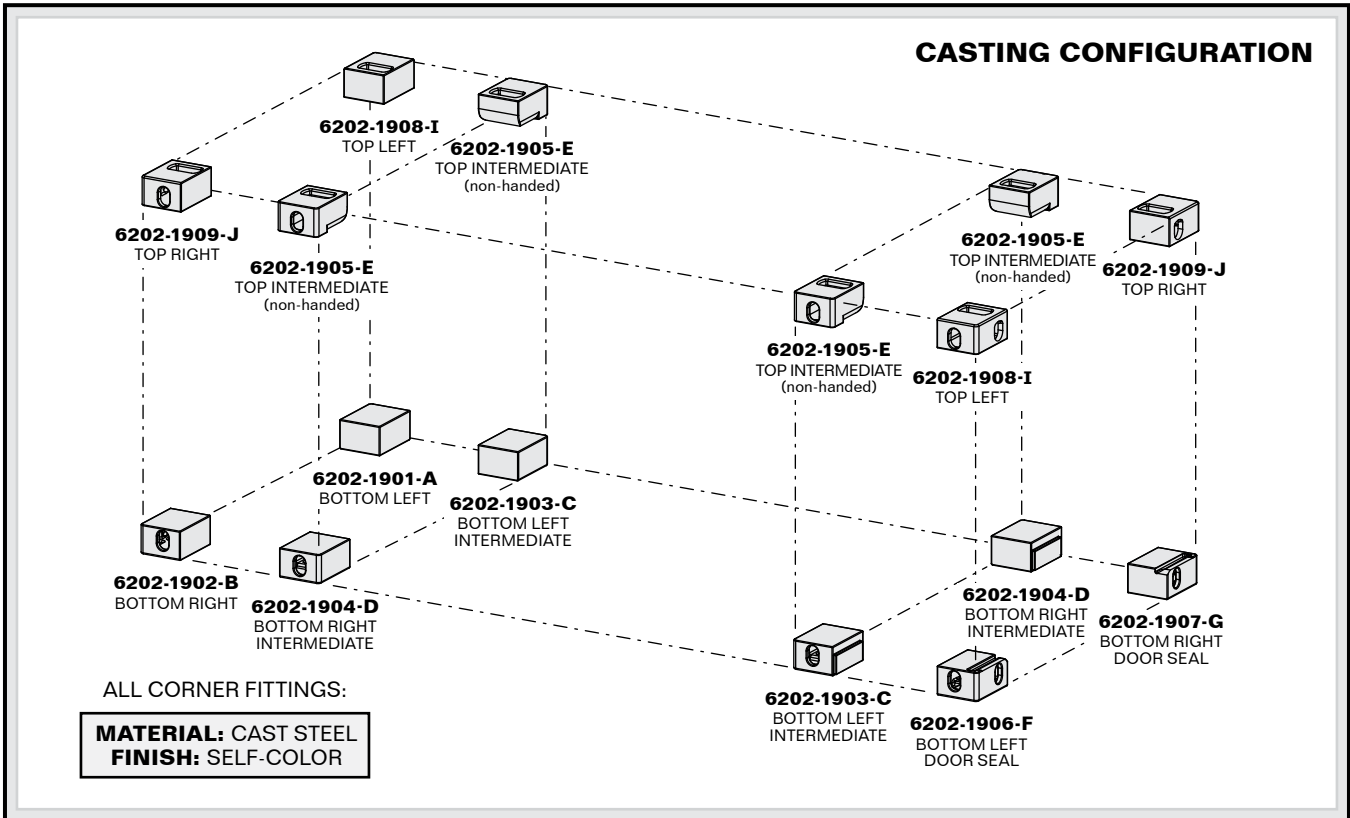 CASTING CONFIGURATION
6202-1908-I
TOP LEFT
6202-1905-E
TOP INTERMEDIATE
(non-handed)
6202-1909-J
TOP RIGHT
6202-1905-E
TOP INTERMEDIATE
(non-handed)
6202-1905-E
TOP INTERMEDIATE
(non-handed)
6202-1909-J
TOP RIGHT
6202-1905-E
TOP INTERMEDIATE
(non-handed)
6202-1908-I
TOP LEFT
6202-1901-A
BOTTOM LEFT
6202-1903-C
BOTTOM LEFT
INTERMEDIATE
6202-1902-B
BOTTOM RIGHT
6202-1904-D
BOTTOM RIGHT
INTERMEDIATE
6202-1904-D
BOTTOM RIGHT
INTERMEDIATE
6202-1907-G
BOTTOM RIGHT
DOOR SEAL
6202-1903-C
BOTTOM LEFT
INTERMEDIATE
6202-1906-F
BOTTOM LEFT
DOOR SEAL
ALL CORNER FITTINGS:
MATERIAL: CAST STEEL
FINISH: SELF-COLOR